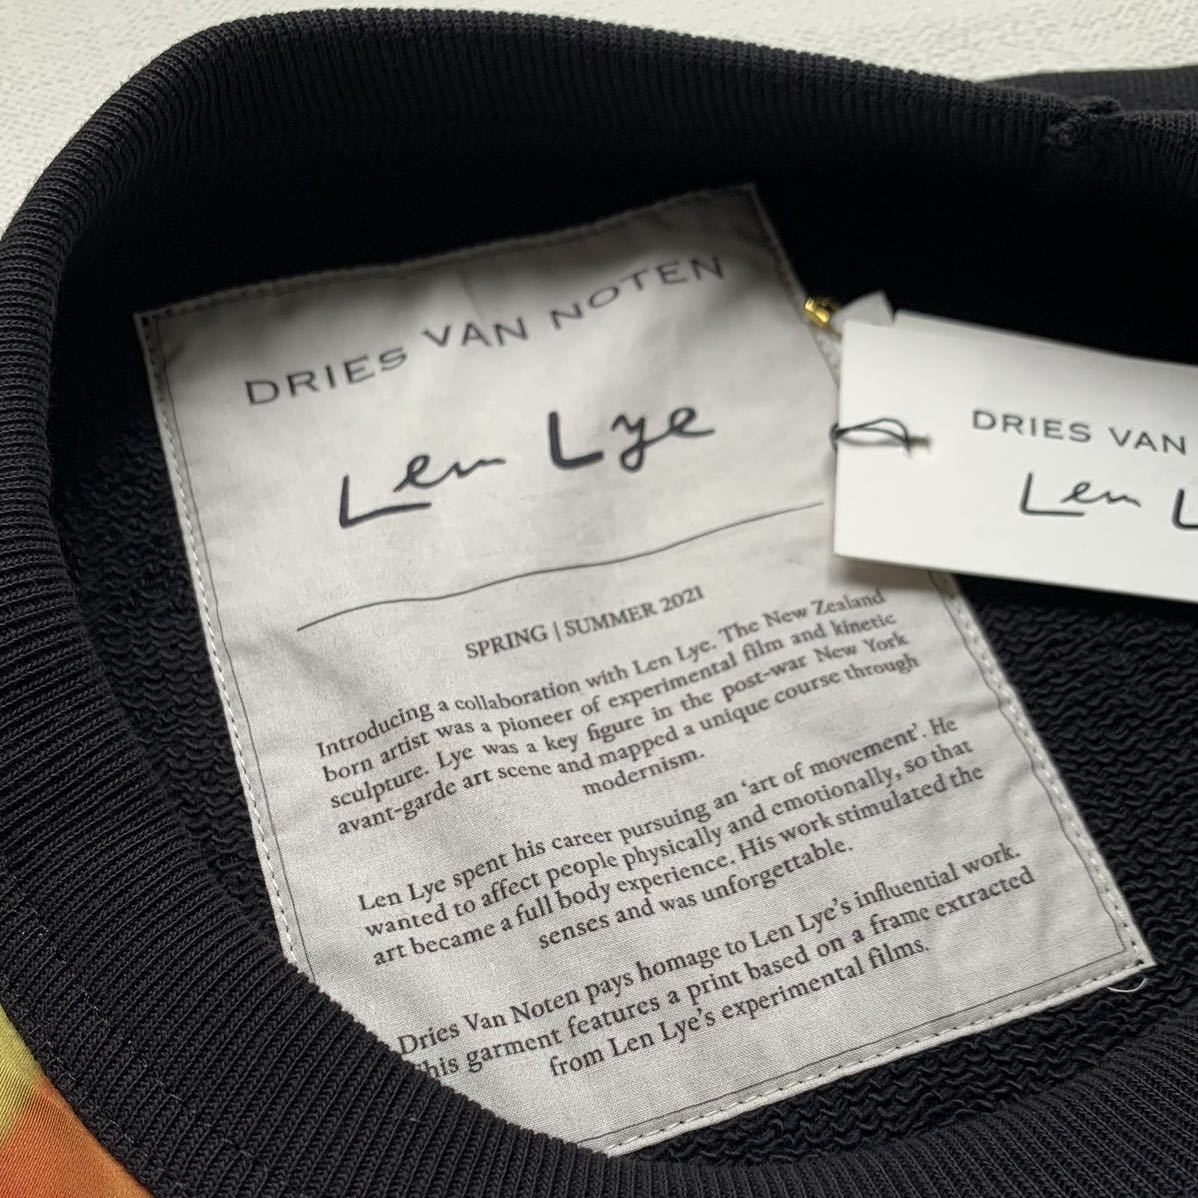 DRIES VAN NOTEN
Len Lye
SPRING | SUMMER 2021
Introducing a collaboration with Len Lye. The New Zealand
born artist was a pioneer of experimental film and kinetic
sculpture. Lye was a key figure in the post-war New York
avant-garde art scene and mapped a unique course through
modernism.
Len Lye spent his career pursuing an ‘art of movement’. He
wanted to affect people physically and emotionally, so that
art became a full body experience. His work stimulated the
senses and was unforgettable.
Dries Van Noten pays homage to Len Lye’s influential work.
his garment features a print based on a frame extracted
from Len Lye’s experimental films.
DRIES VAN
Len L